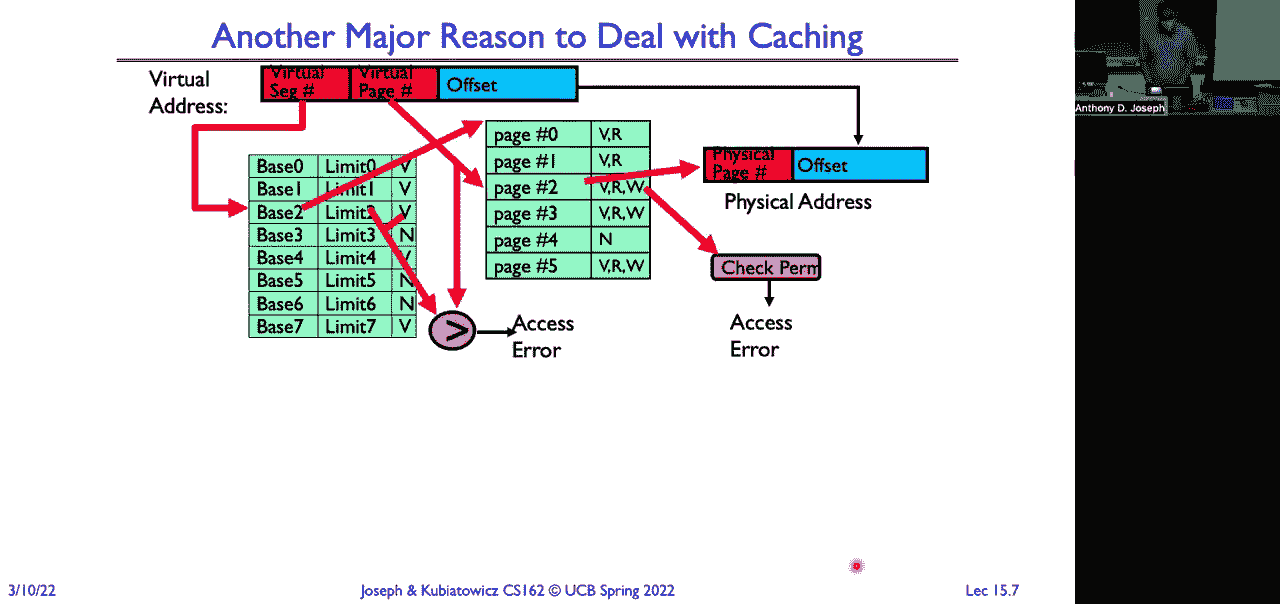 Another Major Reason to Deal with Caching
Virtual
Address:
Virtual
Seg #
Virtual
Page #
Offset
Base0 Limit0 V
Base1 Limit1 V
Base2 Limit2 V
Base3 Limit3 N
Base4 Limit4 V
Base5 Limit5 N
Base6 Limit6 N
Base7 Limit7 V
page #0 V,R
page #1 V,R
page #2 V,R,W
page #3 V,R,W
page #4 N
page #5 V,R,W
>
Access
Error
Physical
Page #
Offset
Physical Address
Check Perm
Access
Error
Anthony D. Joseph
3/10/22
Joseph & Kubiatowicz CS162 © UCB Spring 2022
Lec 15.7